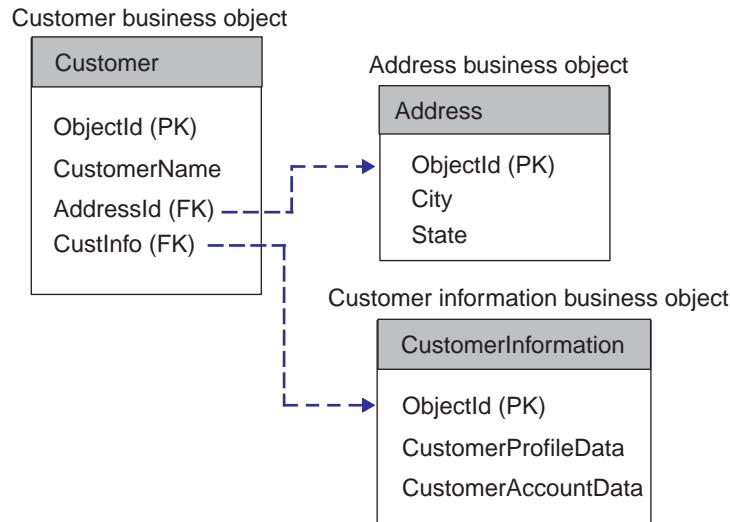 Customer business object
Customer
ObjectId (PK)
CustomerName
AddressId (FK)
CustInfo (FK)
Address business object
Address
ObjectId (PK)
City
State
Customer information business object
CustomerInformation
ObjectId (PK)
CustomerProfileData
CustomerAccountData